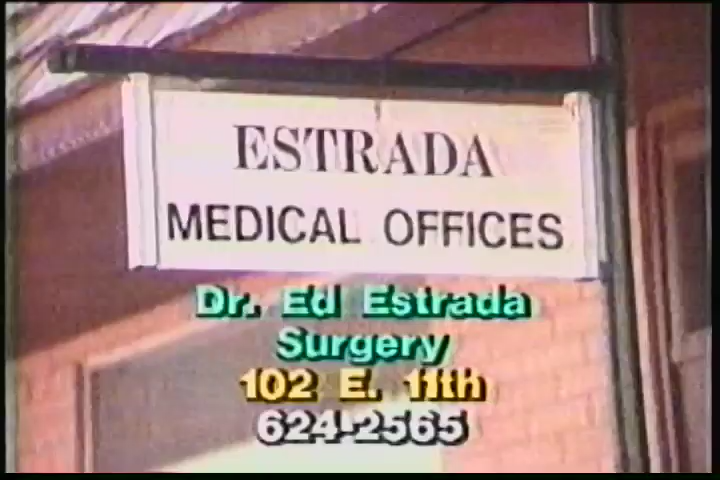 ESTRADA
MEDICAL OFFICES
Dr. Ed Estrada
Surgery
102 E. 11th
624-2565